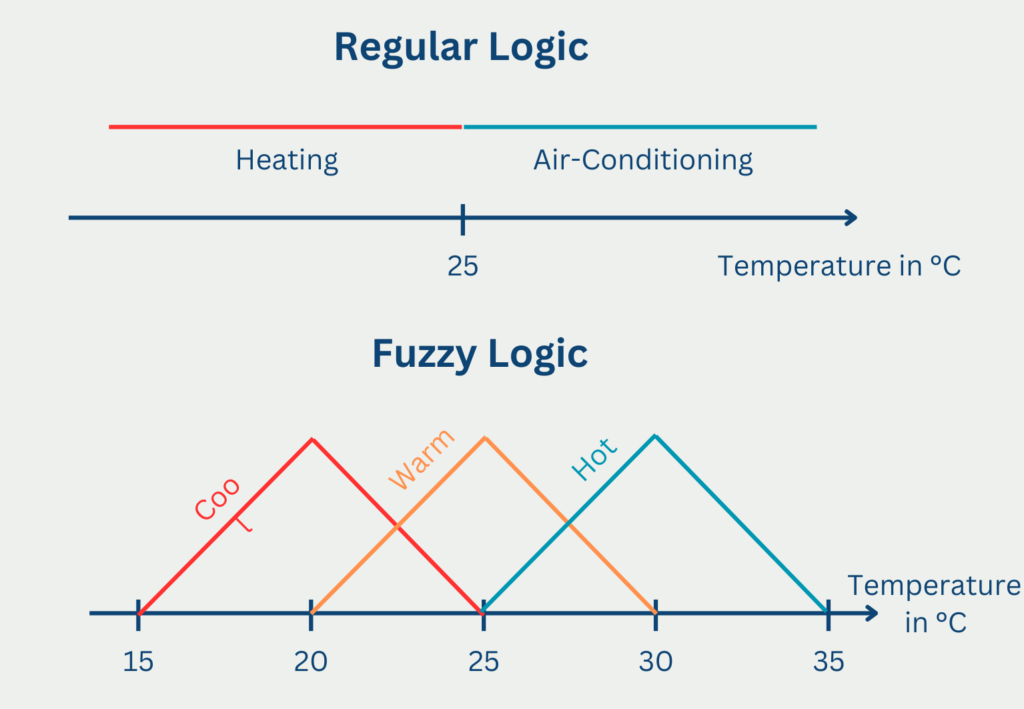 Regular Logic
Heating
Air-Conditioning
25
Temperature in °C
Fuzzy Logic
Coo
l
Warm
Hot
Temperature
in °C
15
20
25
30
35